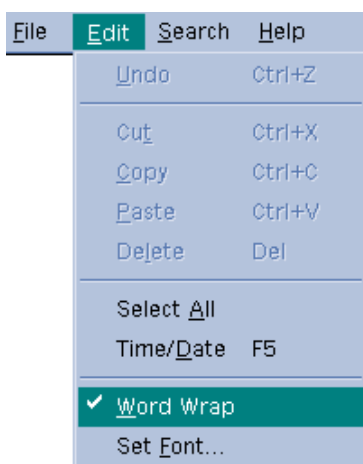 File Edit Search Help
Undo Ctrl+Z
Cut Ctrl+X
Copy Ctrl+C
Paste Ctrl+V
Delete Del
Select All
Time/Date F5
Word Wrap
Set Font...